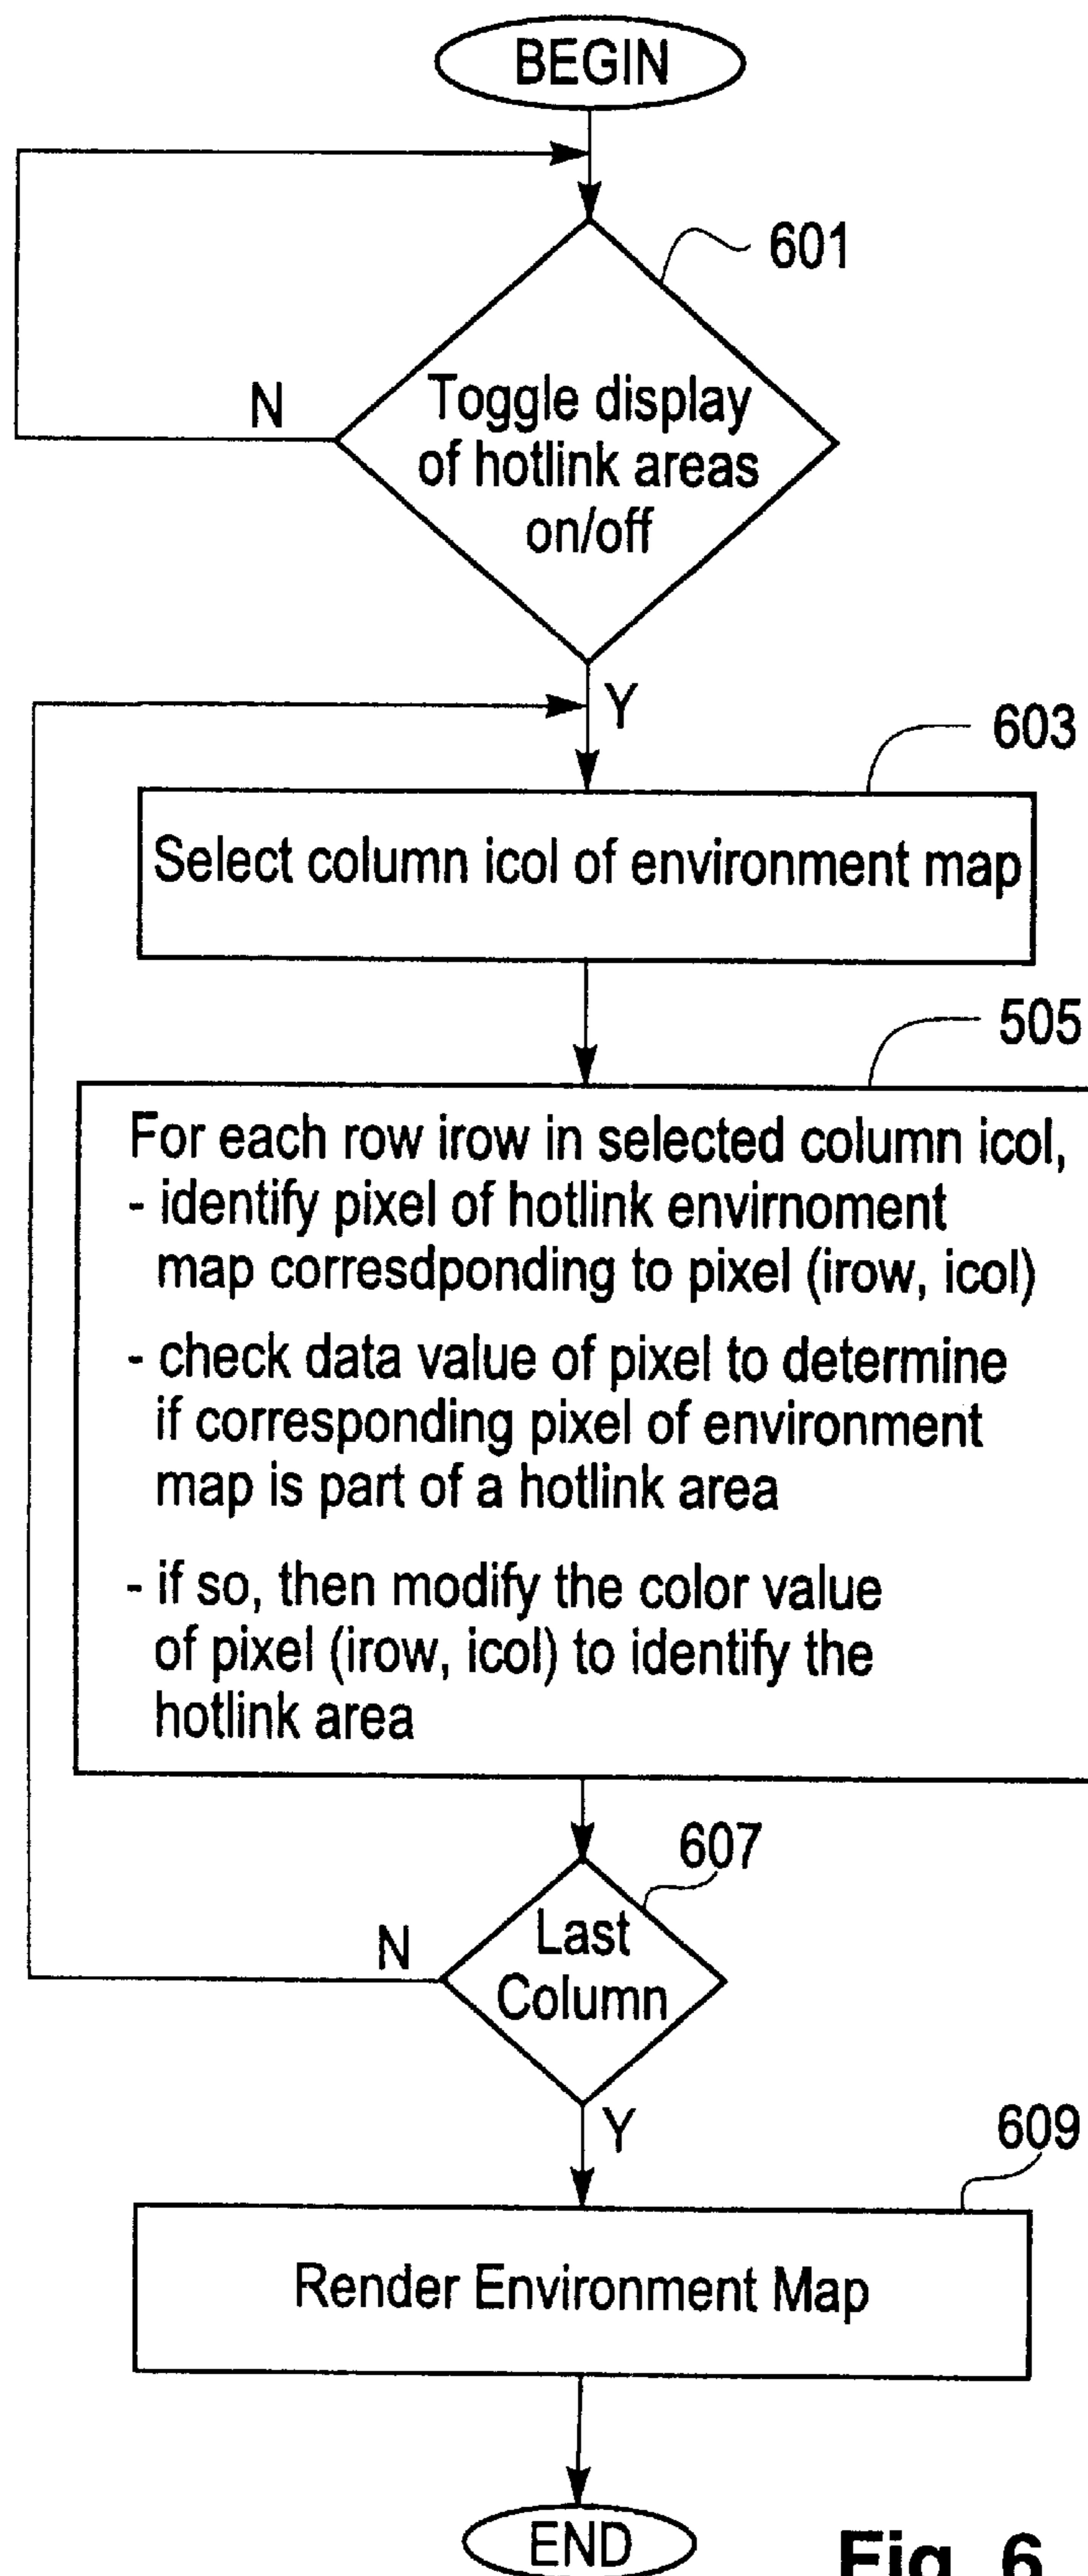 BEGIN
601
N
Toggle display
of hotlink areas
on/off
Y
603
Select column icol of environment map
505
For each row irow in selected column icol,
- identify pixel of hotlink envirnoment
map corresdponding to pixel (irow, icol)
- check data value of pixel to determine
if corresponding pixel of environment
map is part of a hotlink area
- if so, then modify the color value
of pixel (irow, icol) to identify the
hotlink area
607
N
Last
Column
Y
609
Render Environment Map
END
Fig. 6